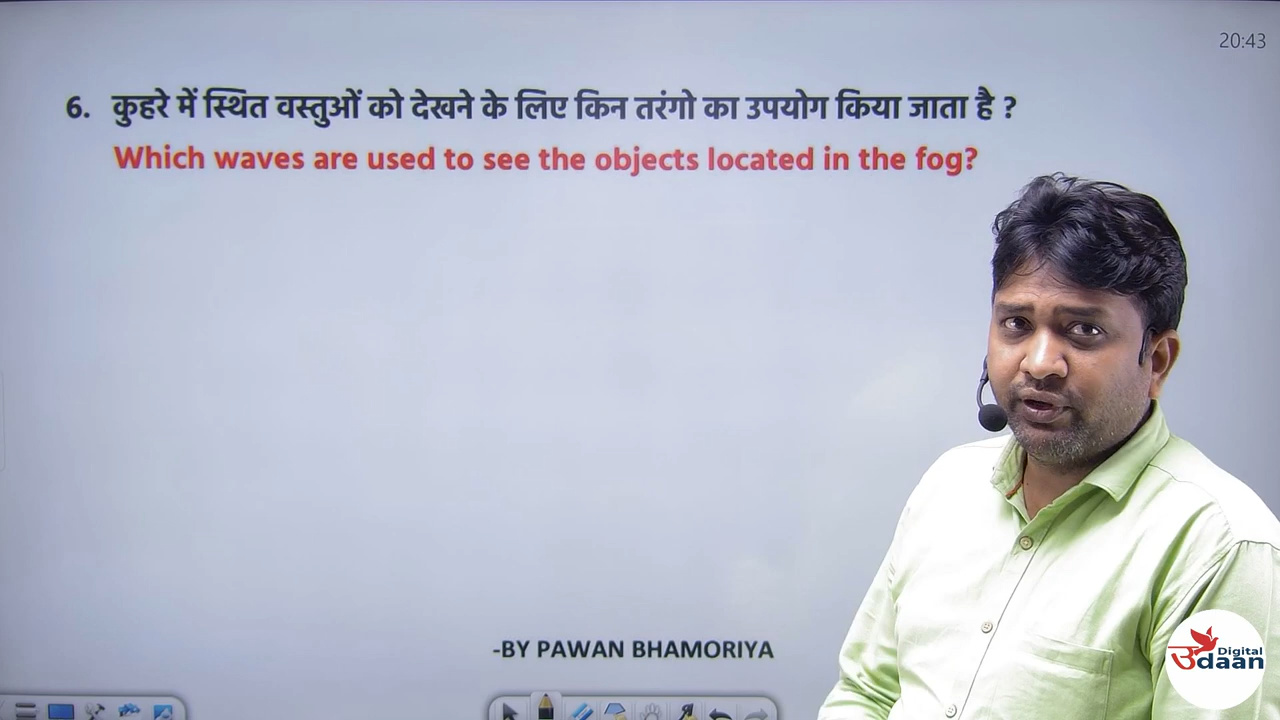 20:43
6. कुहरे में स्थित वस्तुओं को देखने के लिए किन तरंगो का उपयोग किया जाता है ?
Which waves are used to see the objects located in the fog?
-BY PAWAN BHAMORIYA
Digital
उdaan